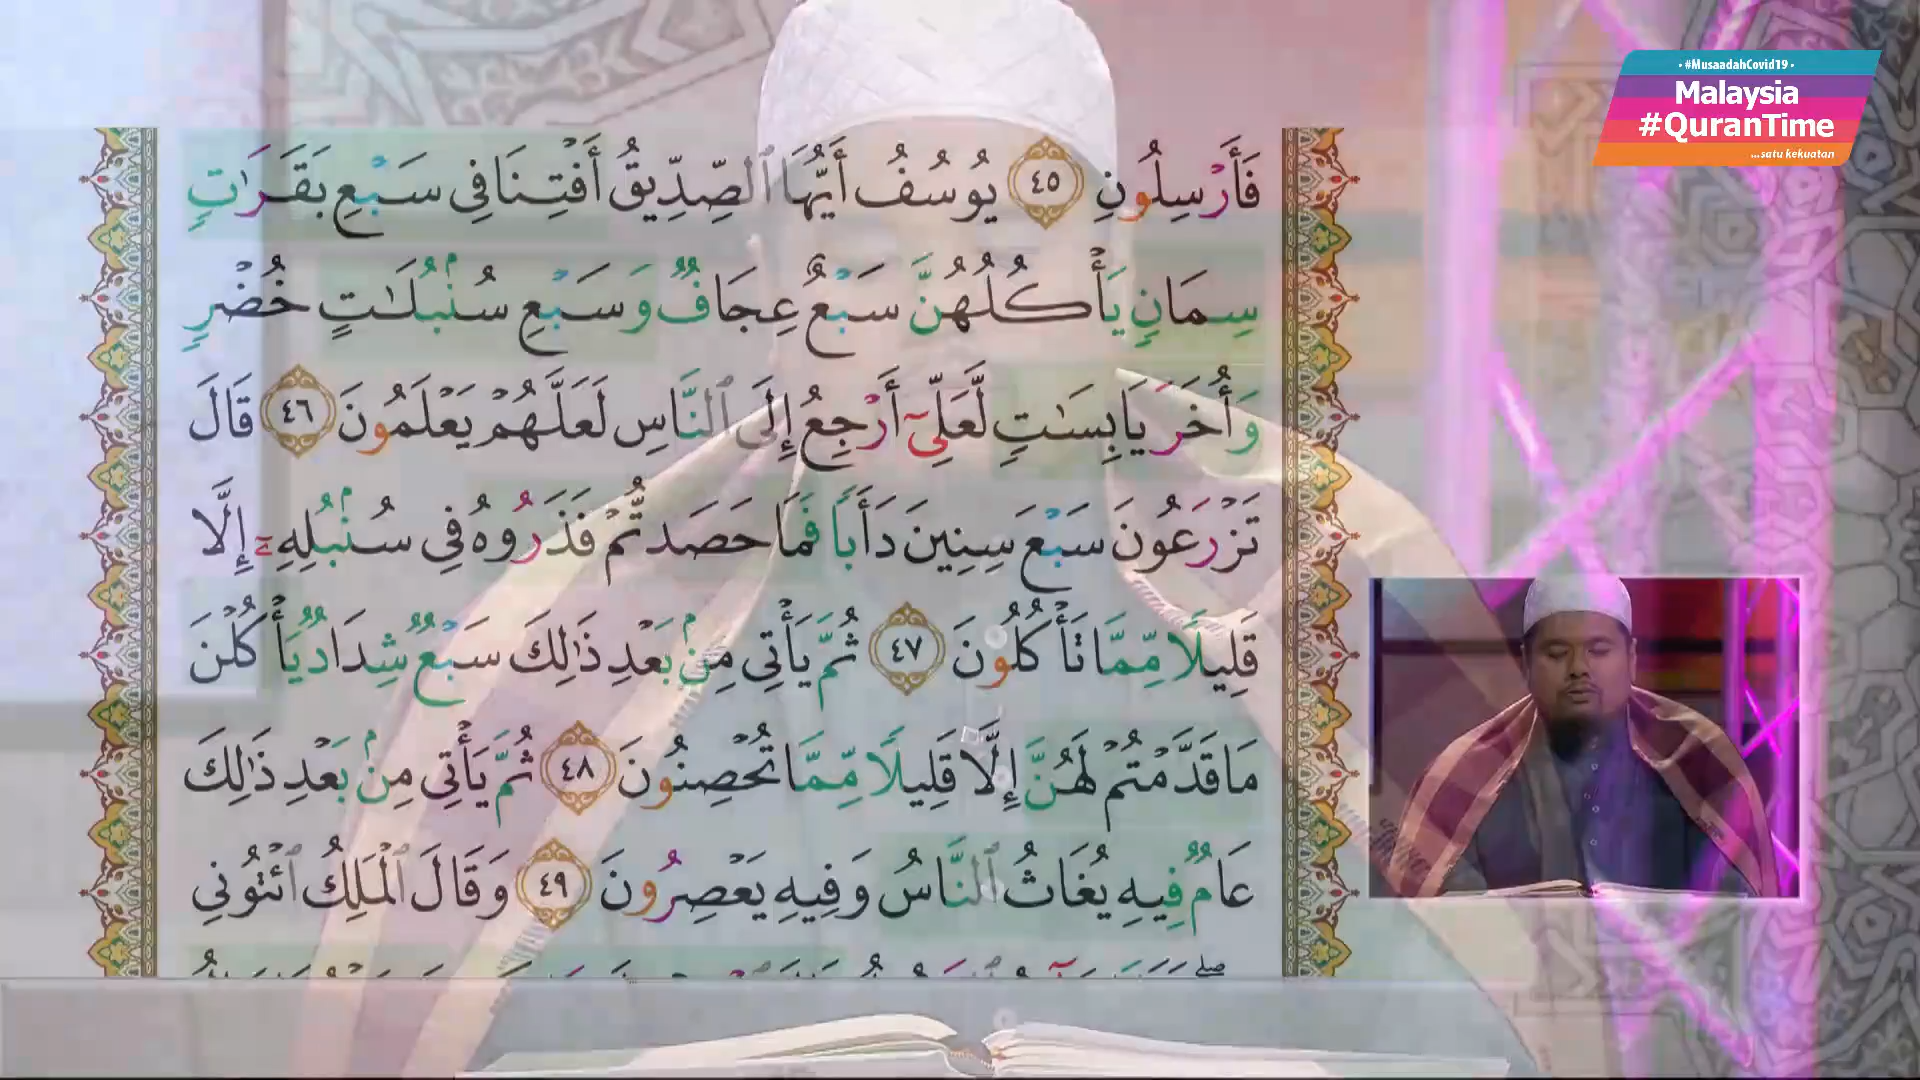 فَأَرْسِلُونِ ٤٥ يُوسُفُ أَيُّهَا ٱلصِّدِّيقُ أَفْتِنَا فِى سَبْعِ بَقَرَٰتٍ
سِمَانٍ يَأْكُلُهُنَّ سَبْعٌ عِجَافٌ وَسَبْعِ سُنۢبُلَـٰتٍ خُضْرٍ
وَأُخَرَ يَابِسَـٰتٍ لَّعَلِّىٓ أَرْجِعُ إِلَى ٱلنَّاسِ لَعَلَّهُمْ يَعْلَمُونَ ٤٦ قَالَ
تَزْرَعُونَ سَبْعَ سِنِينَ دَأَبًا فَمَا حَصَدتُّمْ فَذَرُوهُ فِى سُنۢبُلِهِۦٓ إِلَّا
قَلِيلًا مِّمَّا تَأْكُلُونَ ٤٧ ثُمَّ يَأْتِى مِنۢ بَعْدِ ذَٰلِكَ سَبْعٌ شِدَادٌ يَأْكُلْنَ
مَا قَدَّمْتُمْ لَهُنَّ إِلَّا قَلِيلًا مِّمَّا تُحْصِنُونَ ٤٨ ثُمَّ يَأْتِى مِنۢ بَعْدِ ذَٰلِكَ
عَامٌ فِيهِ يُغَاثُ ٱلنَّاسُ وَفِيهِ يَعْصِرُونَ ٤٩ وَقَالَ ٱلْمَلِكُ ٱئْتُونِى
• #MusaadahCovid19 •
Malaysia
#QuranTime
...satu kekuatan